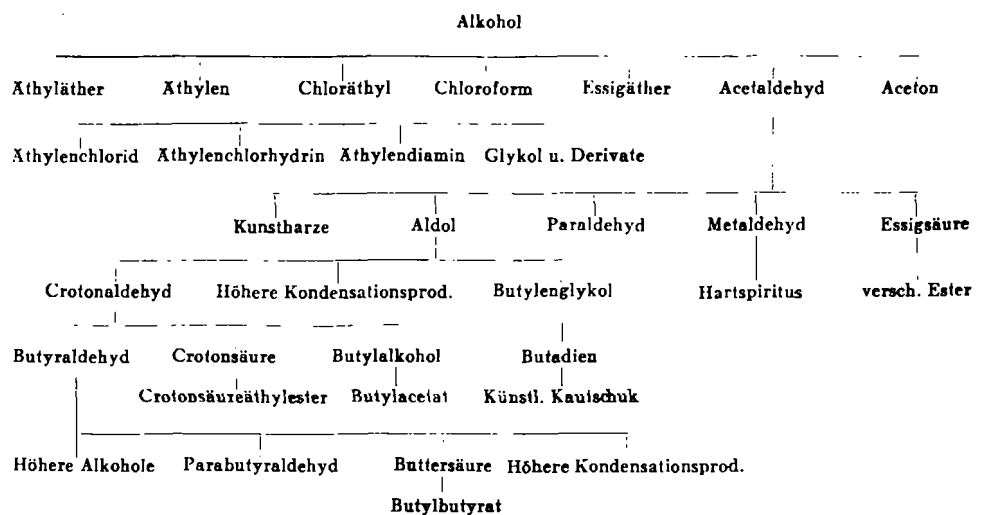 Alkohol
Äthyläther Äthylen Chloräthyl Chloroform Essigäther Acetaldehyd Aceton
Äthylenchlorid Äthylenchlorhydrin Äthylendiamin Glykol u. Derivate
Kunstharze Aldol Paraldehyd Metaldehyd Essigsäure
Crotonaldehyd Höhere Kondensationsprod. Butylenglykol Hartspiritus versch. Ester
Butyraldehyd Crotonsäure Butylalkohol Butadien
Crotonsäureäthylester Butylacetat Künstl. Kautschuk
Höhere Alkohole Parabutyraldehyd Buttersäure Höhere Kondensationsprod.
Butylbutyrat